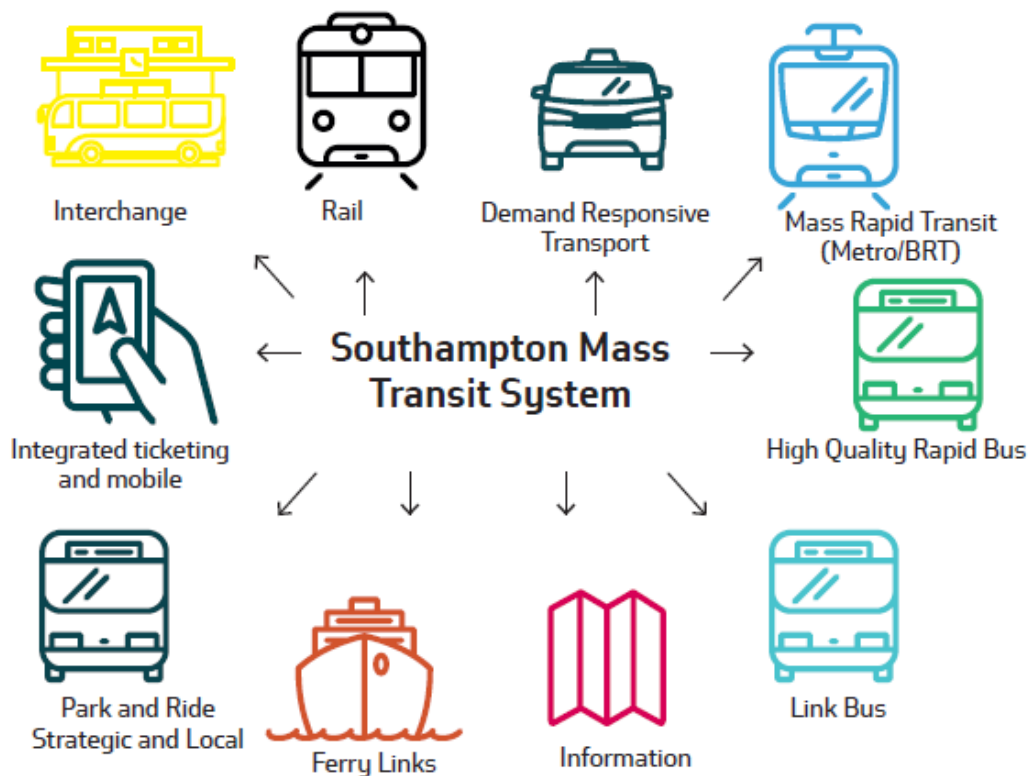 Interchange
Rail
Demand Responsive
Transport
Mass Rapid Transit
(Metro/BRT)
Southampton Mass
Transit System
Integrated ticketing
and mobile
High Quality Rapid Bus
Park and Ride
Strategic and Local
Ferry Links
Information
Link Bus